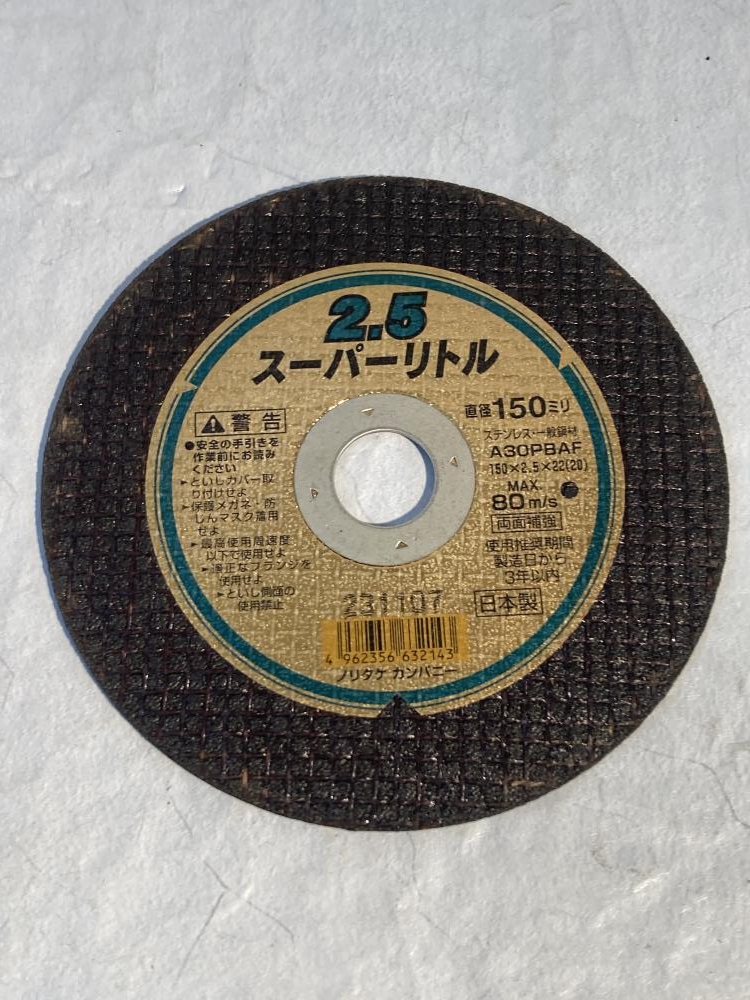 2.5
スーパーリトル
警告
●安全の手引きを
作業前にお読み
ください
▶といしカバー取
り付けせよ
▶保護メガネ・防
じんマスク着用
せよ
▶最高使用周速度
以下で使用せよ
▶適正なフランジを
使用せよ
▶といし側面の
使用禁止
直径150ミリ
ステンレス・一般鋼材
A30PBAF
150×2.5×22(20)
MAX.
80m/s
両面補強
使用推奨期間
製造日から
3年以内
日本製
231107
4 962356 632143
ノリタケ カンパニー